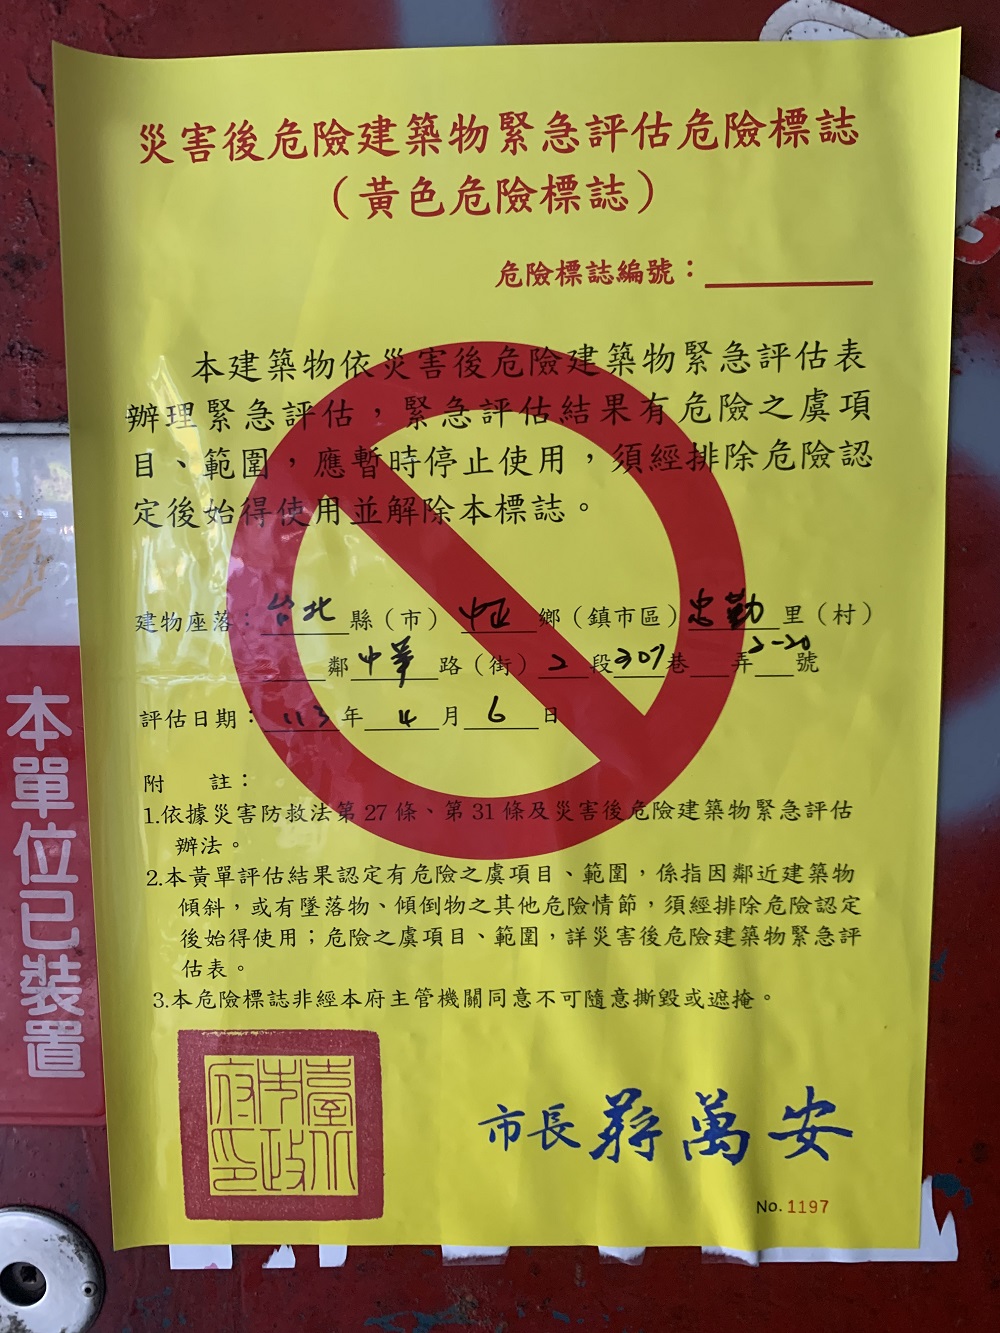 災害後危險建築物緊急評估危險標誌
（黃色危險標誌）
危險標誌編號：
本建築物依災害後危險建築物緊急評估表
辦理緊急評估，緊急評估結果有危險之虞項
目、範圍，應暫時停止使用，須經排除危險認
定後始得使用並解除本標誌。
建物座落：台北縣（市）中正鄉（鎮市區）忠勤里（村）
鄰中華路（街）2段307巷 弄2-20號
評估日期：113年4月6日
附　註：
1.依據災害防救法第27條、第31條及災害後危險建築物緊急評估
辦法。
2.本黃單評估結果認定有危險之虞項目、範圍，係指因鄰近建築物
傾斜，或有墜落物、傾倒物之其他危險情節，須經排除危險認定
後始得使用；危險之虞項目、範圍，詳災害後危險建築物緊急評
估表。
3.本危險標誌非經本府主管機關同意不可隨意撕毀或遮掩。
臺北市政府印
市長 蔣萬安
No. 1197
本單位已裝置